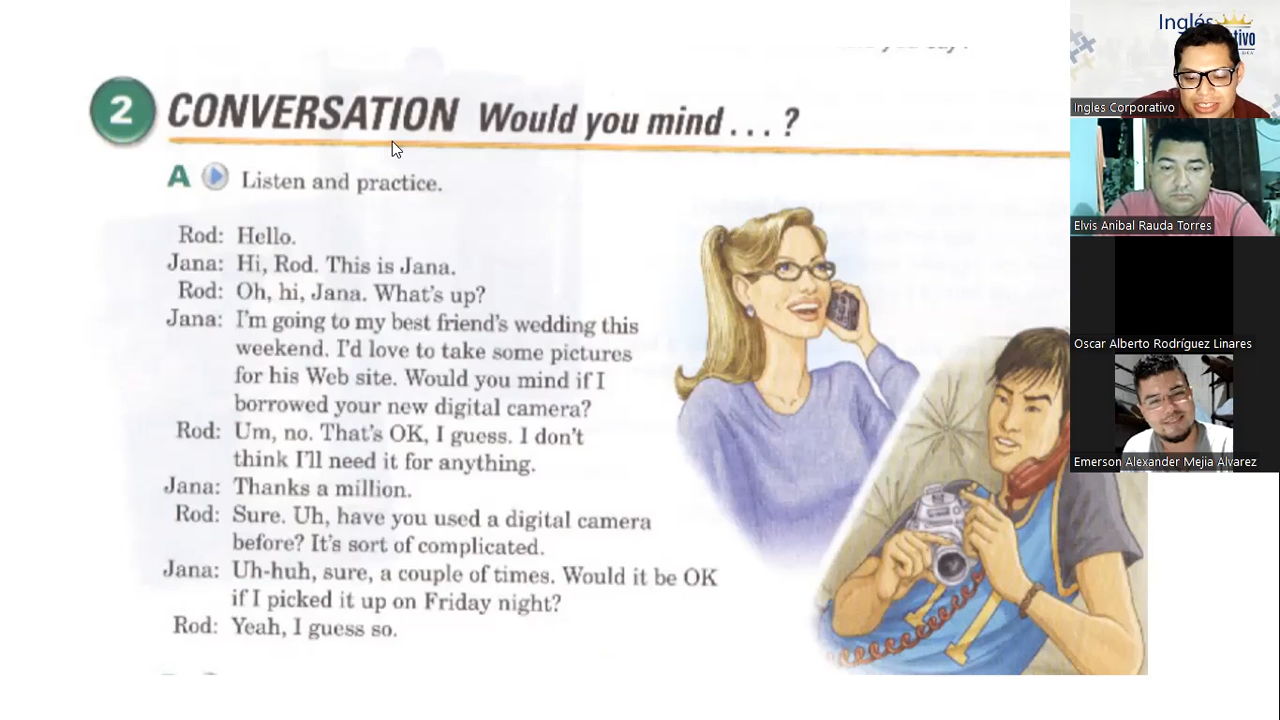 2 CONVERSATION Would you mind . . . ?
A Listen and practice.
Rod: Hello.
Jana: Hi, Rod. This is Jana.
Rod: Oh, hi, Jana. What's up?
Jana: I'm going to my best friend's wedding this
weekend. I'd love to take some pictures
for his Web site. Would you mind if I
borrowed your new digital camera?
Rod: Um, no. That's OK, I guess. I don't
think I'll need it for anything.
Jana: Thanks a million.
Rod: Sure. Uh, have you used a digital camera
before? It's sort of complicated.
Jana: Uh-huh, sure, a couple of times. Would it be OK
if I picked it up on Friday night?
Rod: Yeah, I guess so.
Inglés
Ingles Corporativo
Elvis Anibal Rauda Torres
Oscar Alberto Rodríguez Linares
Emerson Alexander Mejia Alvarez